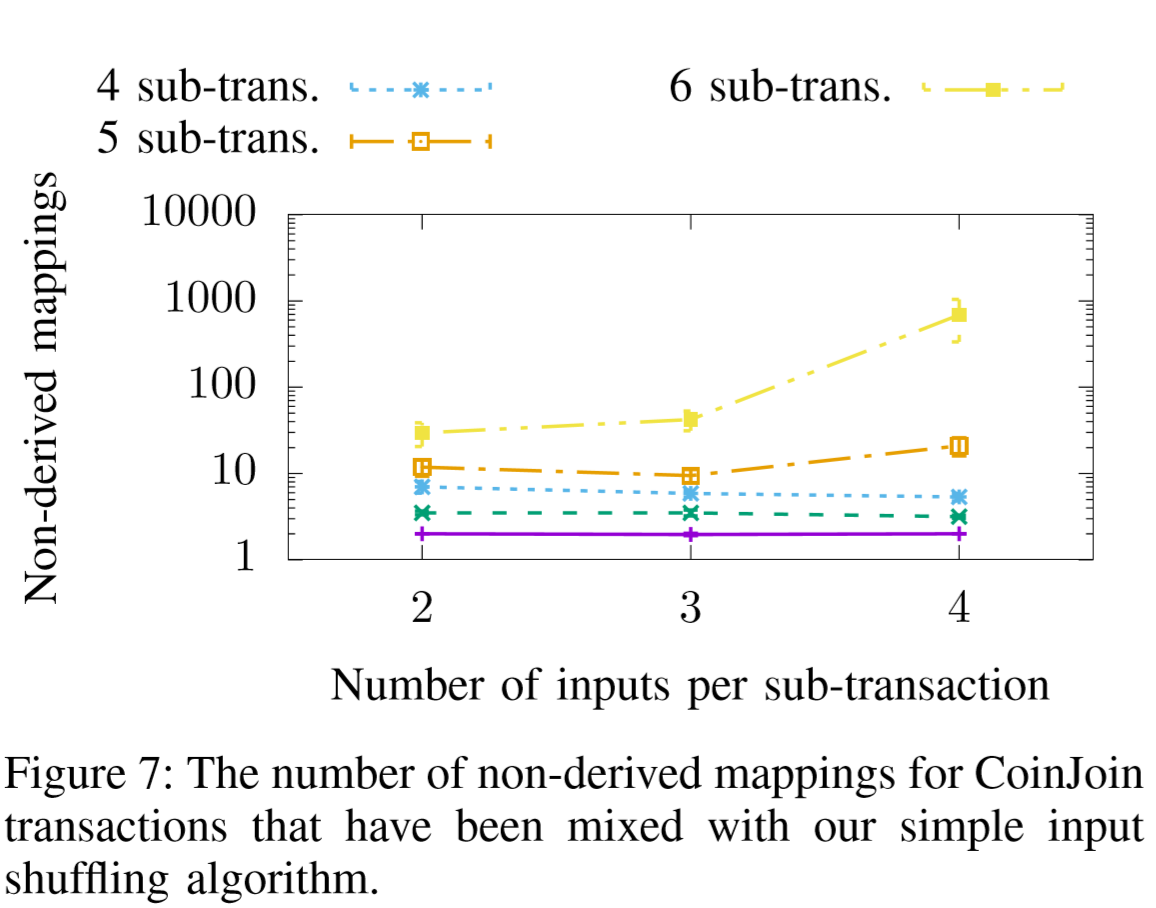 4 sub-trans.
6 sub-trans.
5 sub-trans.
Non-derived mappings
10000
1000
100
10
1
2 3 4
Number of inputs per sub-transaction
Figure 7: The number of non-derived mappings for CoinJoin
transactions that have been mixed with our simple input
shuffling algorithm.